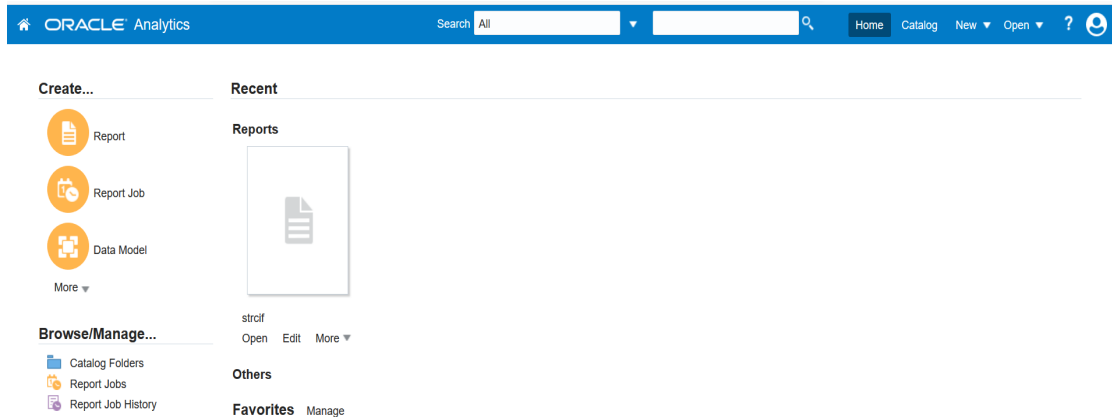 ORACLE Analytics Search All Home Catalog New Open ?
Create...
Report
Report Job
Data Model
More
Browse/Manage...
Catalog Folders
Report Jobs
Report Job History
Recent
Reports
strcif
Open Edit More
Others
Favorites Manage